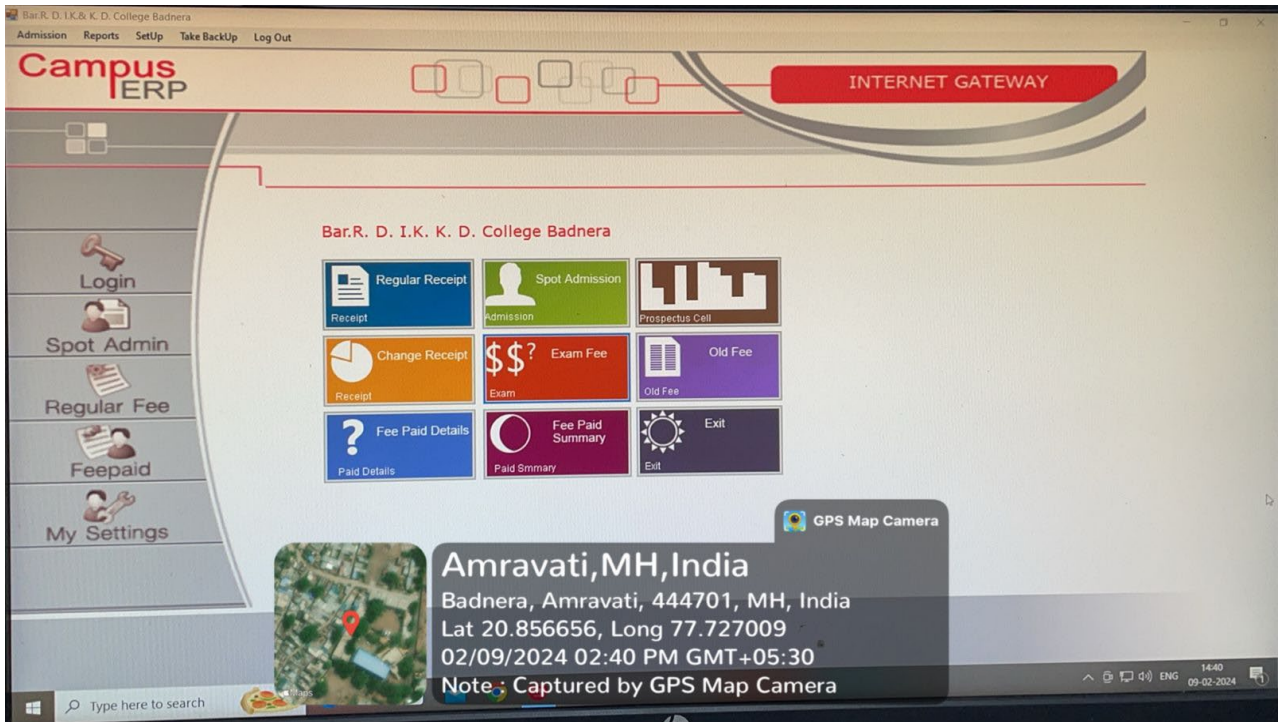 Bar.R. D. I.K.& K. D. College Badnera
Admission Reports SetUp Take BackUp Log Out
Campus
ERP
INTERNET GATEWAY
Bar.R. D. I.K. K. D. College Badnera
Login
Spot Admin
Regular Fee
Feepaid
My Settings
Regular Receipt
Receipt
Spot Admission
Admission
Prospectus Cell
Change Receipt
Receipt
$$? Exam Fee
Exam
Old Fee
Old Fee
? Fee Paid Details
Paid Details
Fee Paid
Summary
Paid Smmary
Exit
Exit
GPS Map Camera
Amravati,MH,India
Badnera, Amravati, 444701, MH, India
Lat 20.856656, Long 77.727009
02/09/2024 02:40 PM GMT+05:30
Note : Captured by GPS Map Camera
Type here to search
ENG
14:40
09-02-2024
1